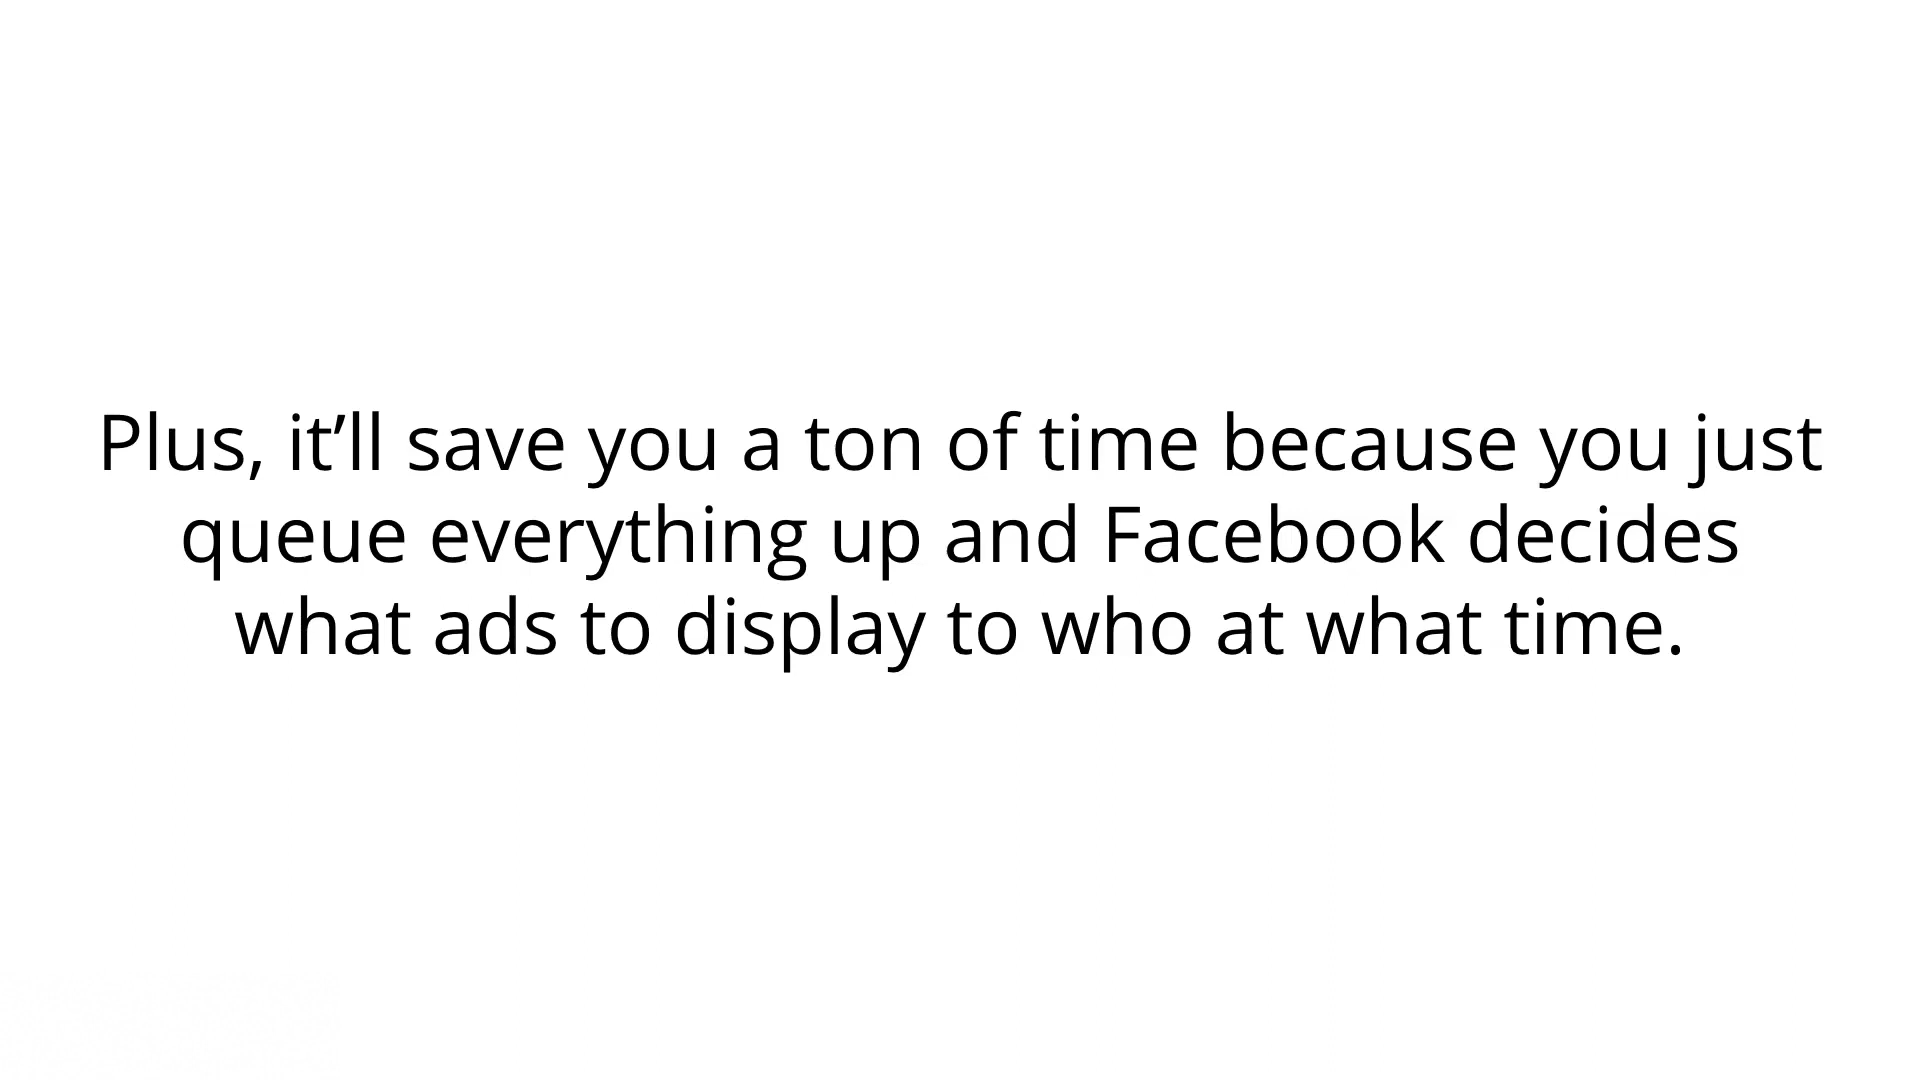 Plus, it’ll save you a ton of time because you just
queue everything up and Facebook decides
what ads to display to who at what time.